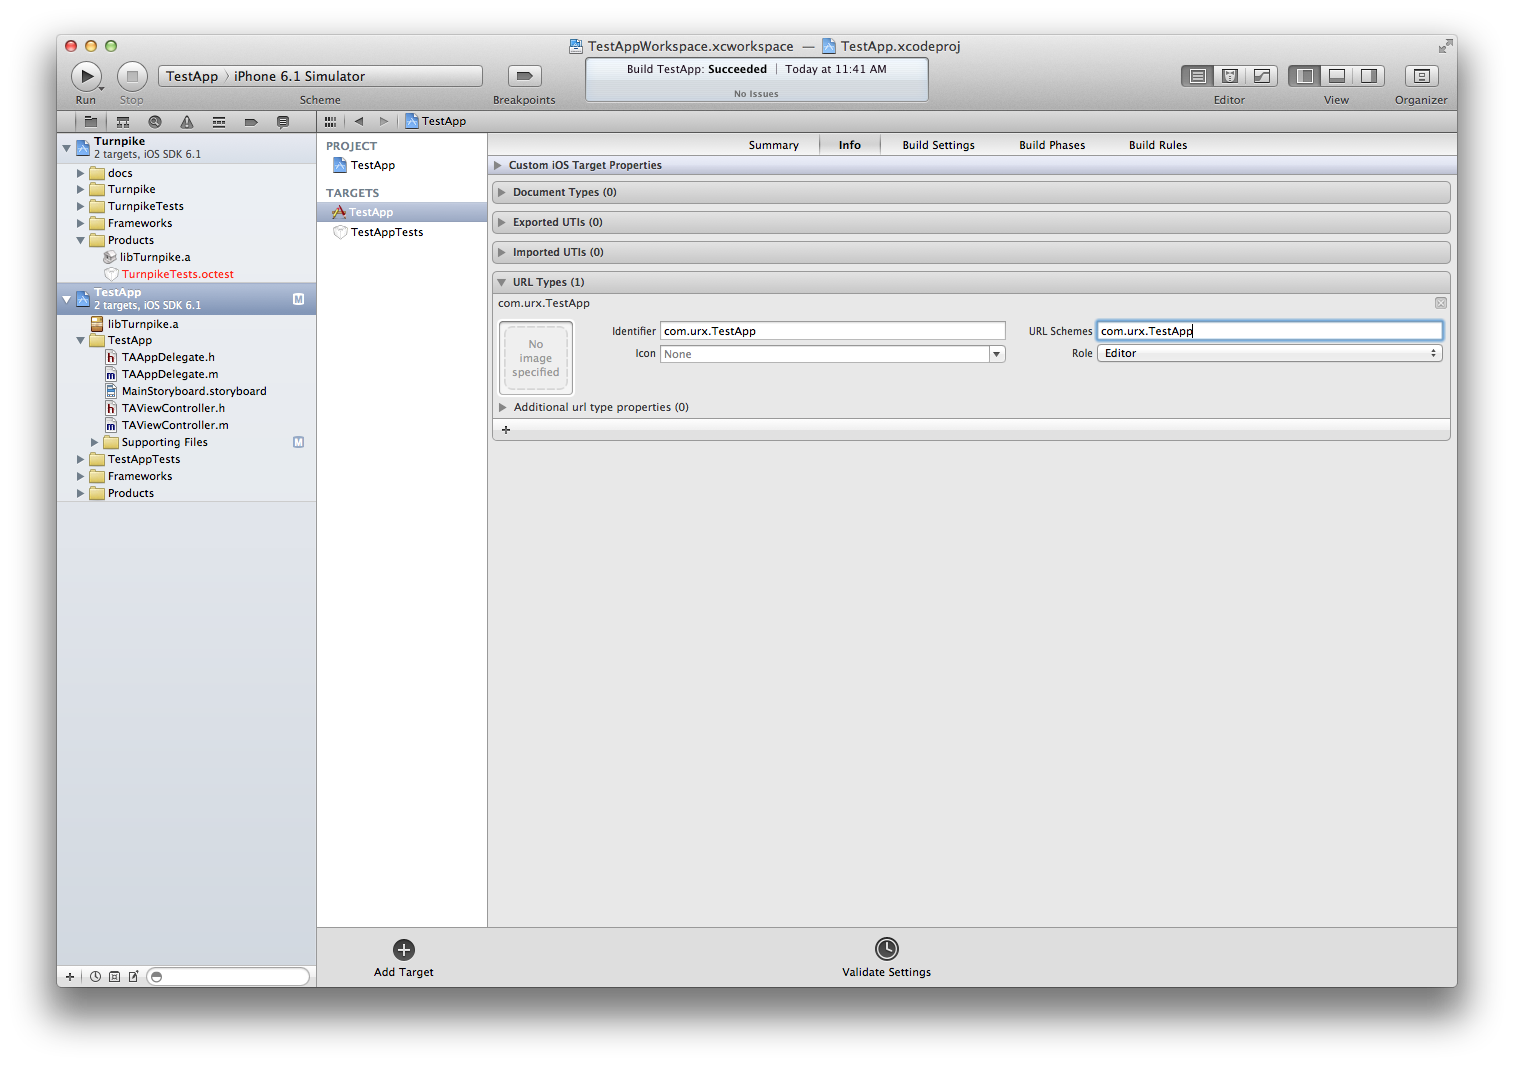 TestAppWorkspace.xcworkspace — TestApp.xcodeproj
Run
Stop
TestApp 〉 iPhone 6.1 Simulator
Scheme
Breakpoints
Build TestApp: Succeeded | Today at 11:41 AM
No Issues
Editor
View
Organizer
TestApp
Turnpike
2 targets, iOS SDK 6.1
docs
Turnpike
TurnpikeTests
Frameworks
Products
libTurnpike.a
TurnpikeTests.octest
TestApp
2 targets, iOS SDK 6.1
M
libTurnpike.a
TestApp
h TAAppDelegate.h
m TAAppDelegate.m
MainStoryboard.storyboard
h TAViewController.h
m TAViewController.m
Supporting Files
M
TestAppTests
Frameworks
Products
PROJECT
TestApp
TARGETS
TestApp
TestAppTests
Summary
Info
Build Settings
Build Phases
Build Rules
Custom iOS Target Properties
Document Types (0)
Exported UTIs (0)
Imported UTIs (0)
URL Types (1)
com.urx.TestApp
No
image
specified
Identifier com.urx.TestApp
URL Schemes com.urx.TestApp
Icon None
Role Editor
Additional url type properties (0)
+
Add Target
Validate Settings